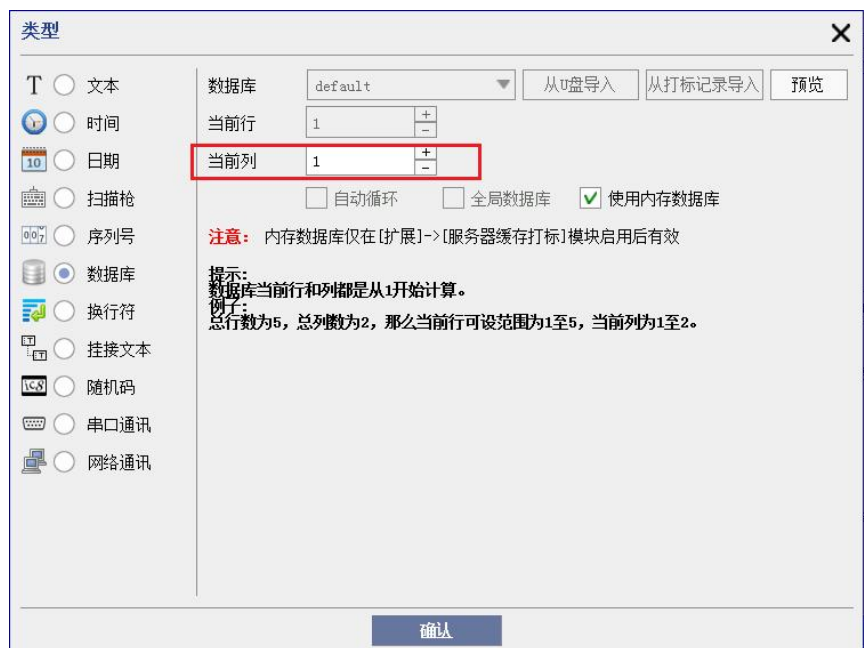 类型
T 文本
时间
10 日期
扫描枪
007 序列号
数据库
换行符
挂接文本
随机码
串口通讯
网络通讯
数据库 default 从U盘导入 从打标记录导入 预览
当前行 1 + -
当前列 1 + -
自动循环 全局数据库 使用内存数据库
注意： 内存数据库仅在[扩展]->[服务器缓存打标]模块启用后有效
提示：
数据库当前行和列都是从1开始计算。
例子：
总行数为5，总列数为2，那么当前行可设范围为1至5，当前列为1至2。
确认